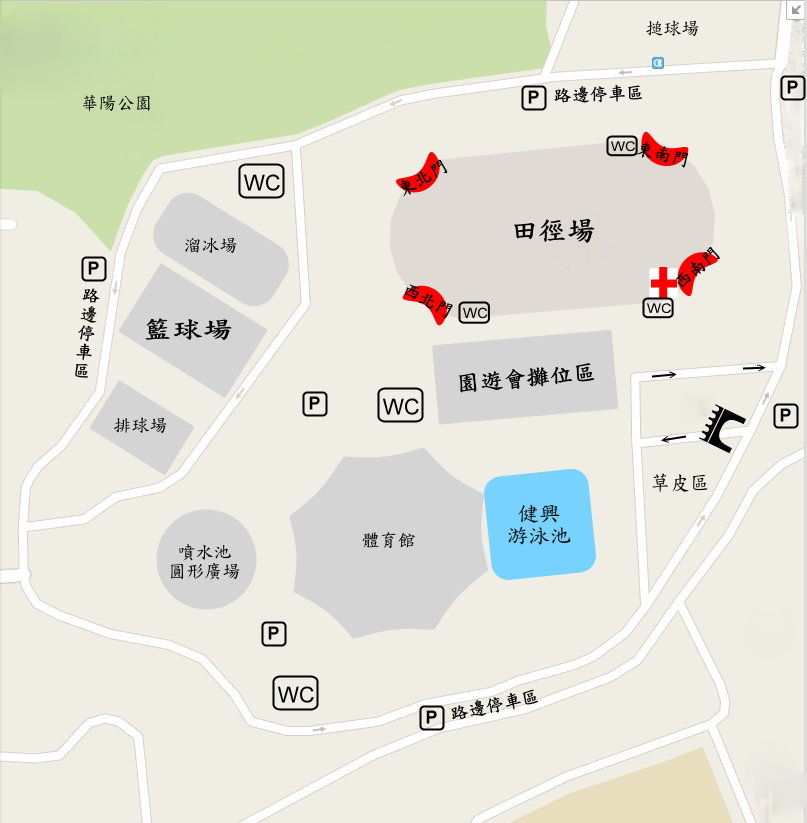 搥球場
P
P
路邊停車區
華陽公園
WC
東南門
東北門
WC
田徑場
溜冰場
西南門
P
路邊停車區
西北門
WC
WC
籃球場
園遊會攤位區
P
WC
P
排球場
草皮區
健興
游泳池
體育館
噴水池
圓形廣場
P
WC
路邊停車區
P